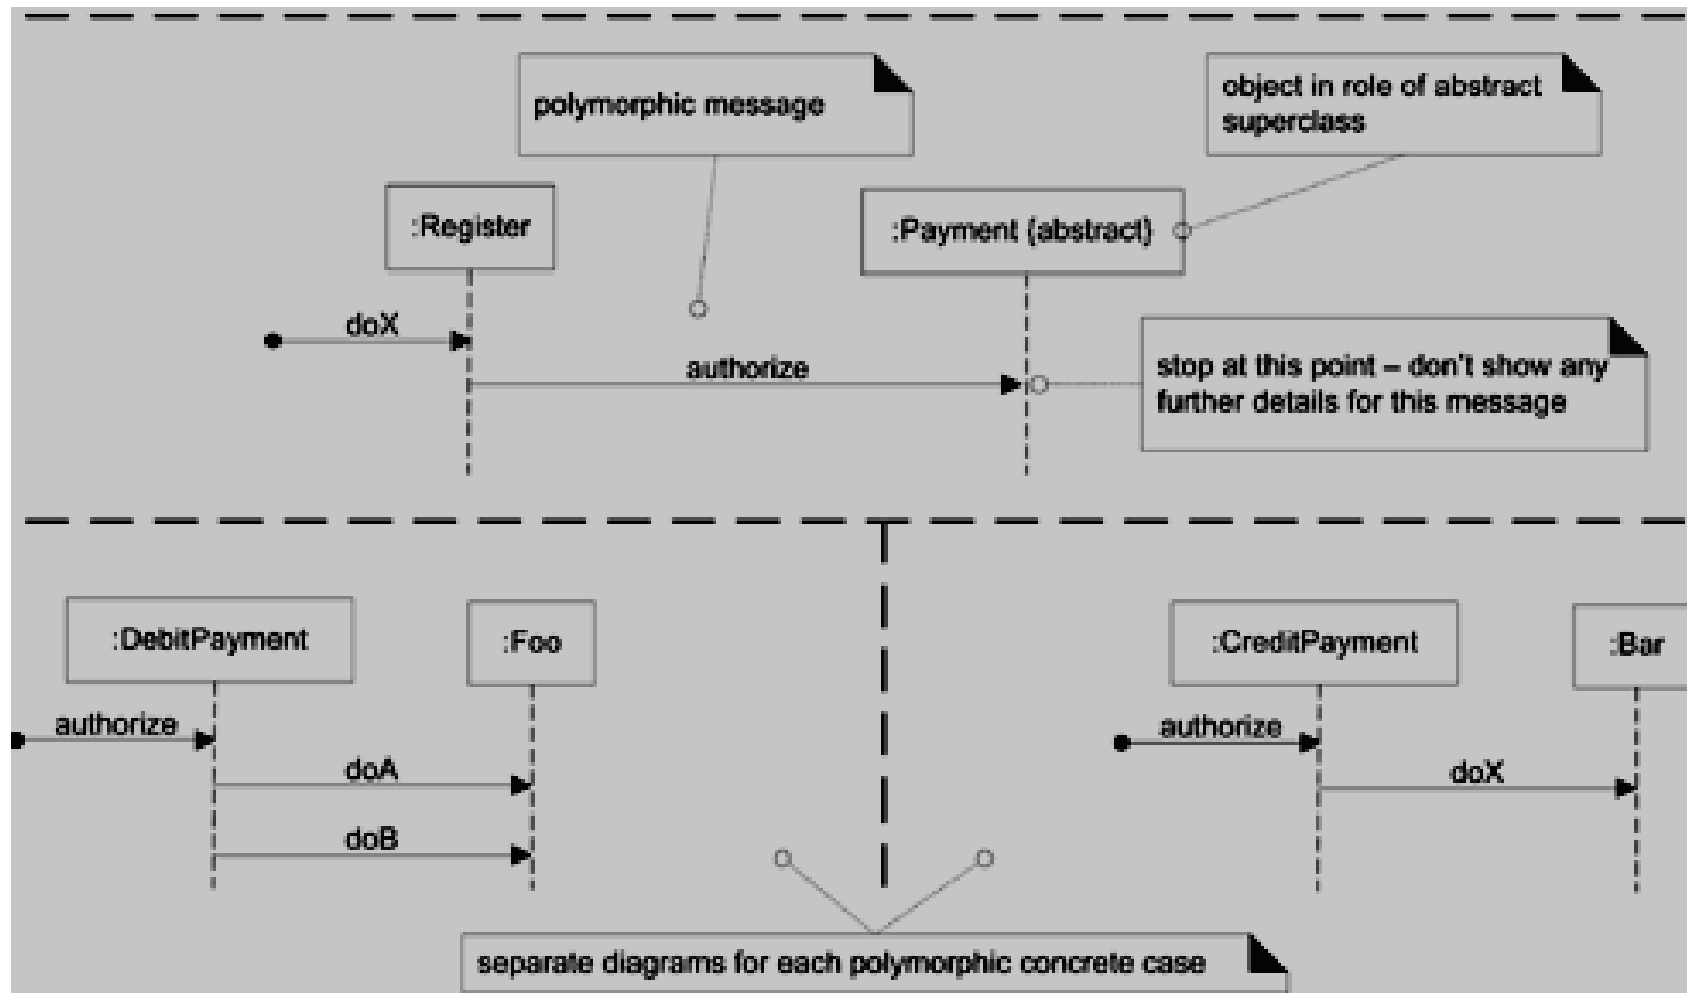 polymorphic message
object in role of abstract
superclass
:Register
:Payment {abstract}
doX
authorize
stop at this point – don't show any
further details for this message
:DebitPayment
:Foo
:CreditPayment
:Bar
authorize
authorize
doA
doX
doB
separate diagrams for each polymorphic concrete case